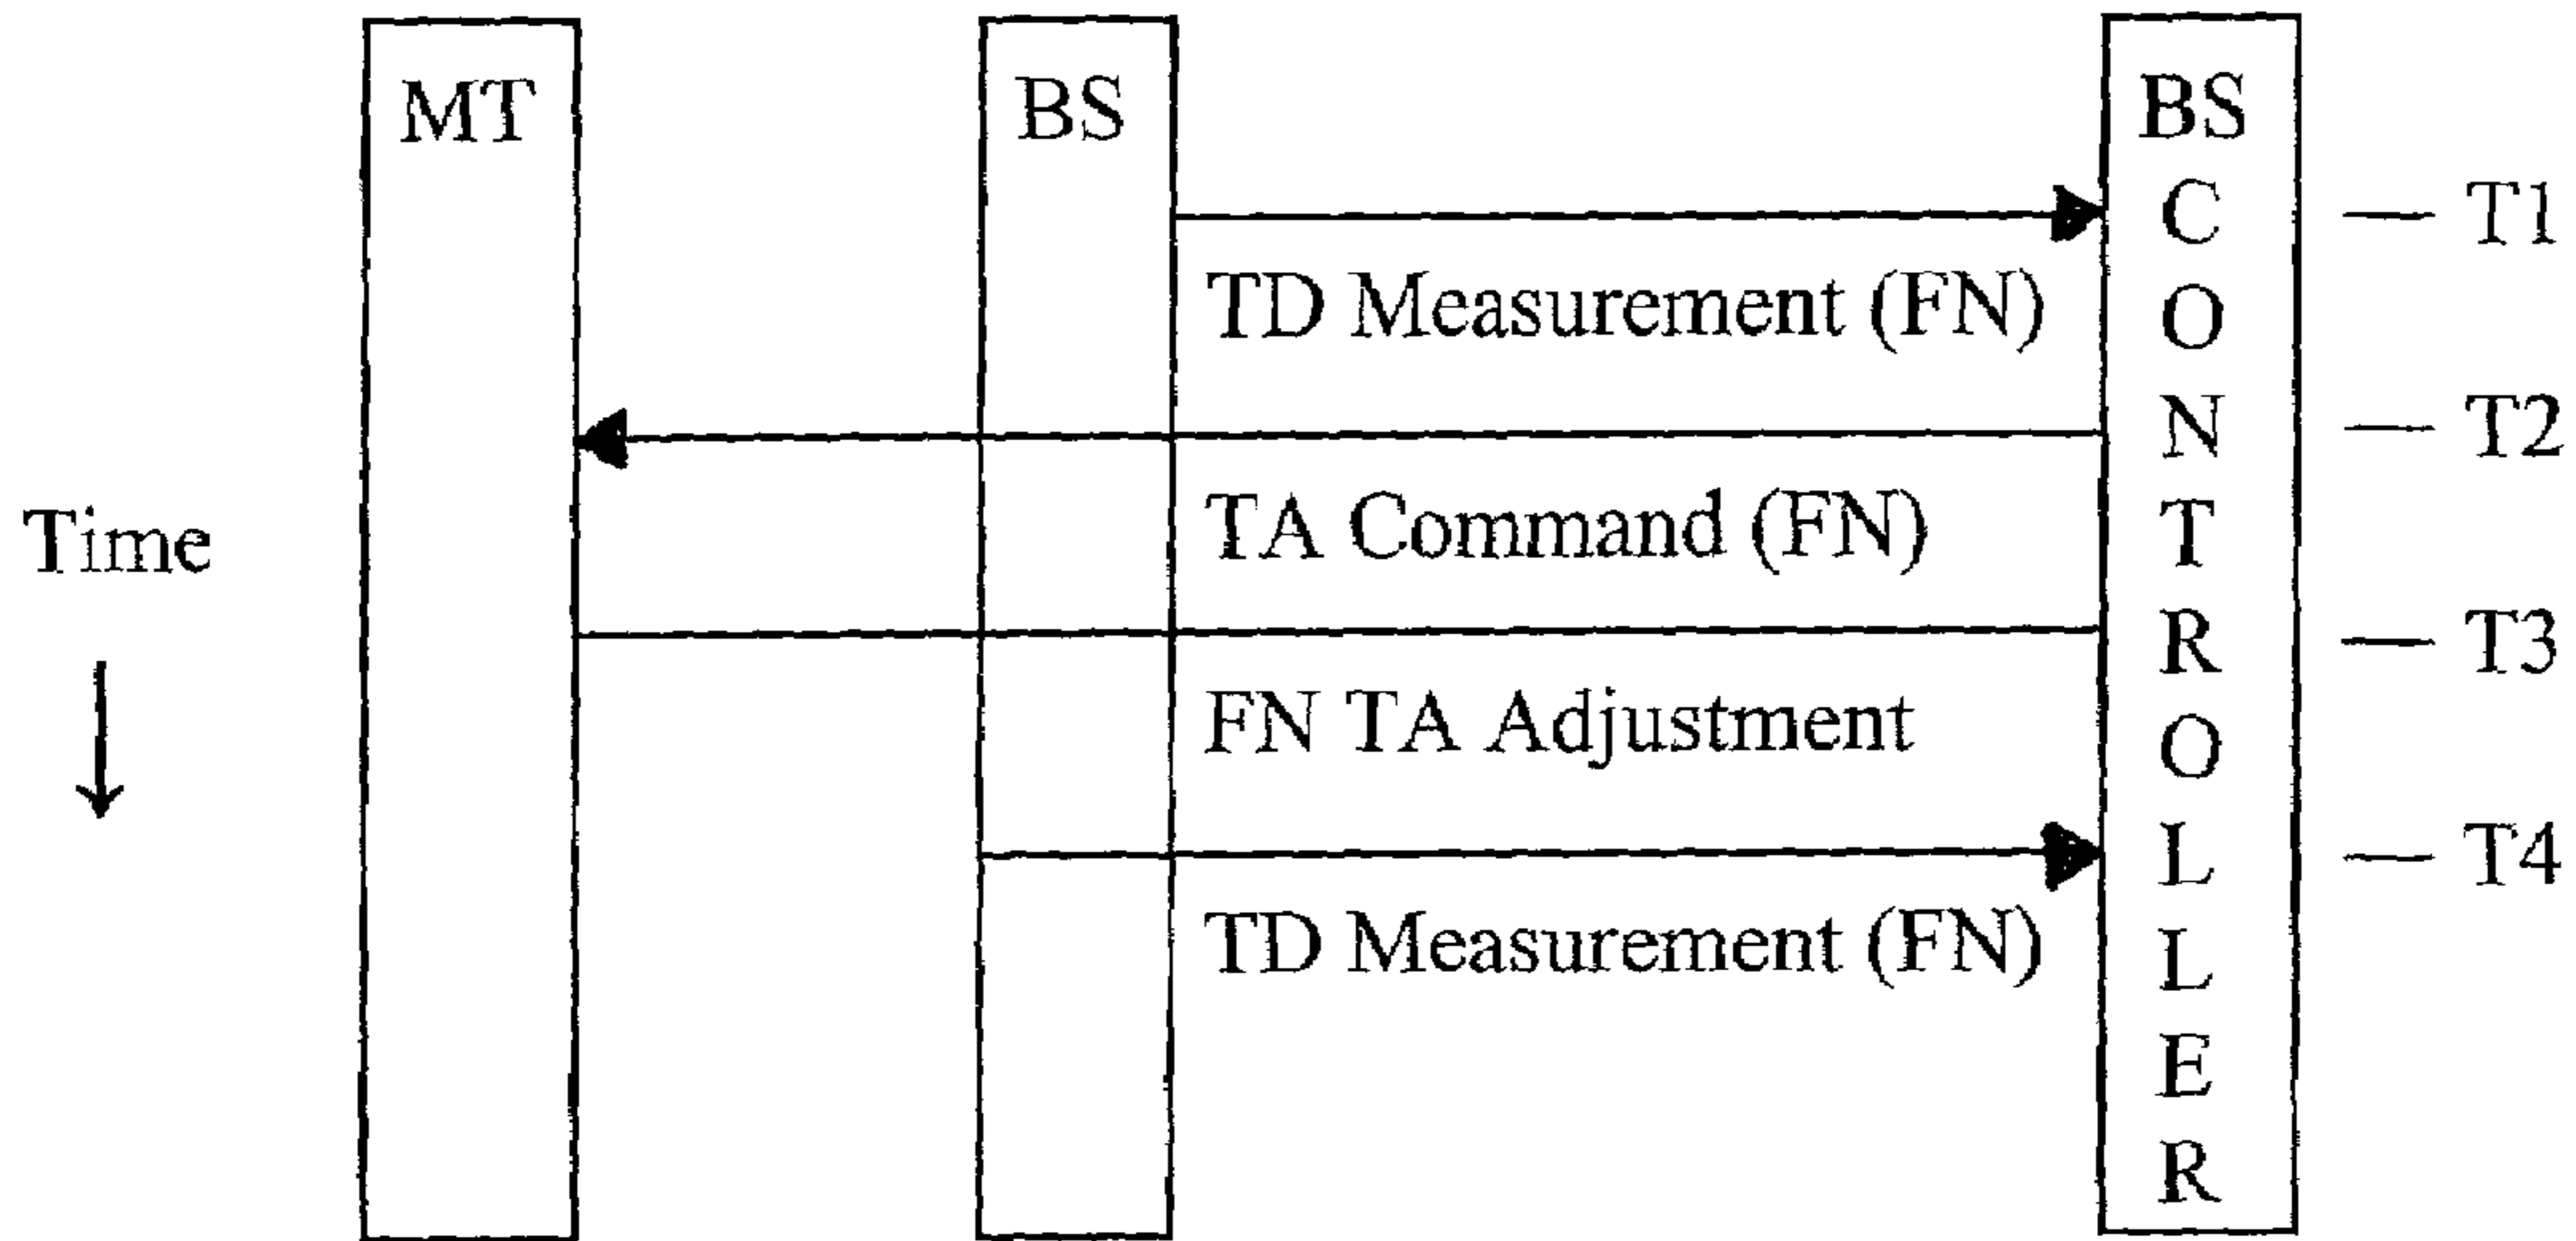 MT
BS
BS
C
O
N
T
R
O
L
L
E
R
T1
TD Measurement (FN)
T2
TA Command (FN)
Time
T3
FN TA Adjustment
T4
TD Measurement (FN)